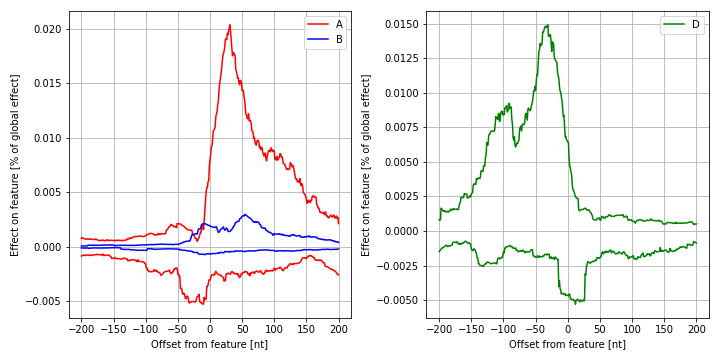 A
B
0.020
0.015
0.010
0.005
0.000
−0.005
Effect on feature [% of global effect]
−200 −150 −100 −50 0 50 100 150 200
Offset from feature [nt]
D
0.0150
0.0125
0.0100
0.0075
0.0050
0.0025
0.0000
−0.0025
−0.0050
Effect on feature [% of global effect]
−200 −150 −100 −50 0 50 100 150 200
Offset from feature [nt]